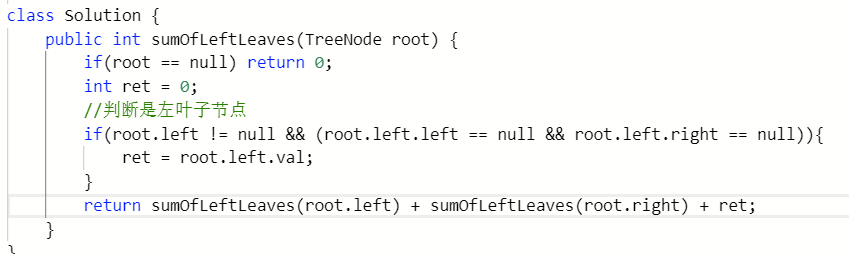 class Solution {
    public int sumOfLeftLeaves(TreeNode root) {
        if(root == null) return 0;
        int ret = 0;
        //判断是左叶子节点
        if(root.left != null && (root.left.left == null && root.left.right == null)){
            ret = root.left.val;
        }
        return sumOfLeftLeaves(root.left) + sumOfLeftLeaves(root.right) + ret;
    }
}